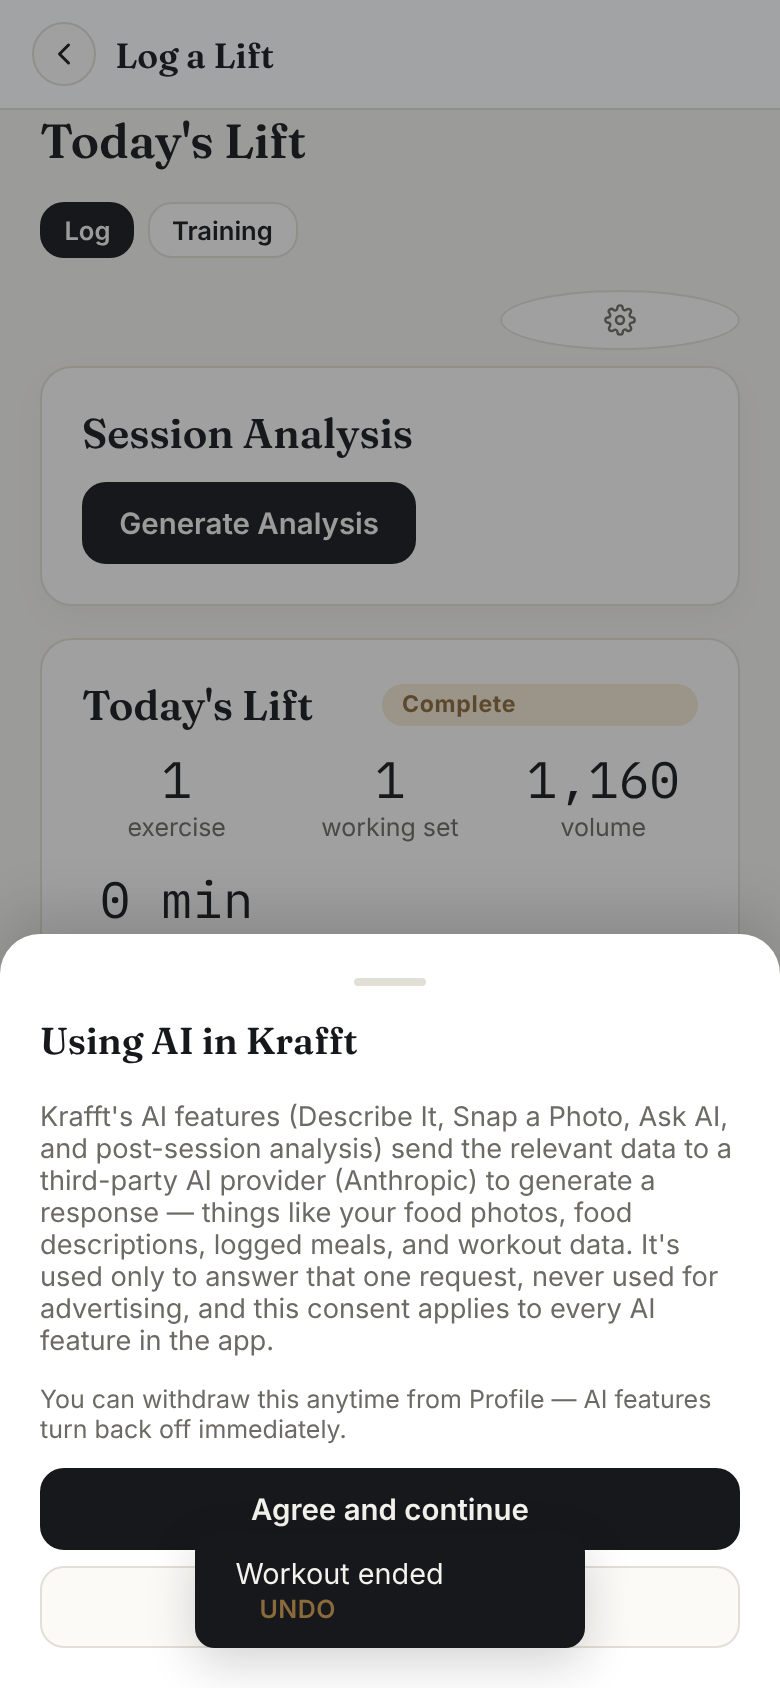 Log a Lift
Today's Lift
Log
Training
Session Analysis
Generate Analysis
Today's Lift
Complete
1
exercise
1
working set
1,160
volume
0 min
Using AI in Krafft
Krafft's AI features (Describe It, Snap a Photo, Ask AI,
and post-session analysis) send the relevant data to a
third-party AI provider (Anthropic) to generate a
response — things like your food photos, food
descriptions, logged meals, and workout data. It's
used only to answer that one request, never used for
advertising, and this consent applies to every AI
feature in the app.
You can withdraw this anytime from Profile — AI features
turn back off immediately.
Agree and continue
Workout ended
UNDO